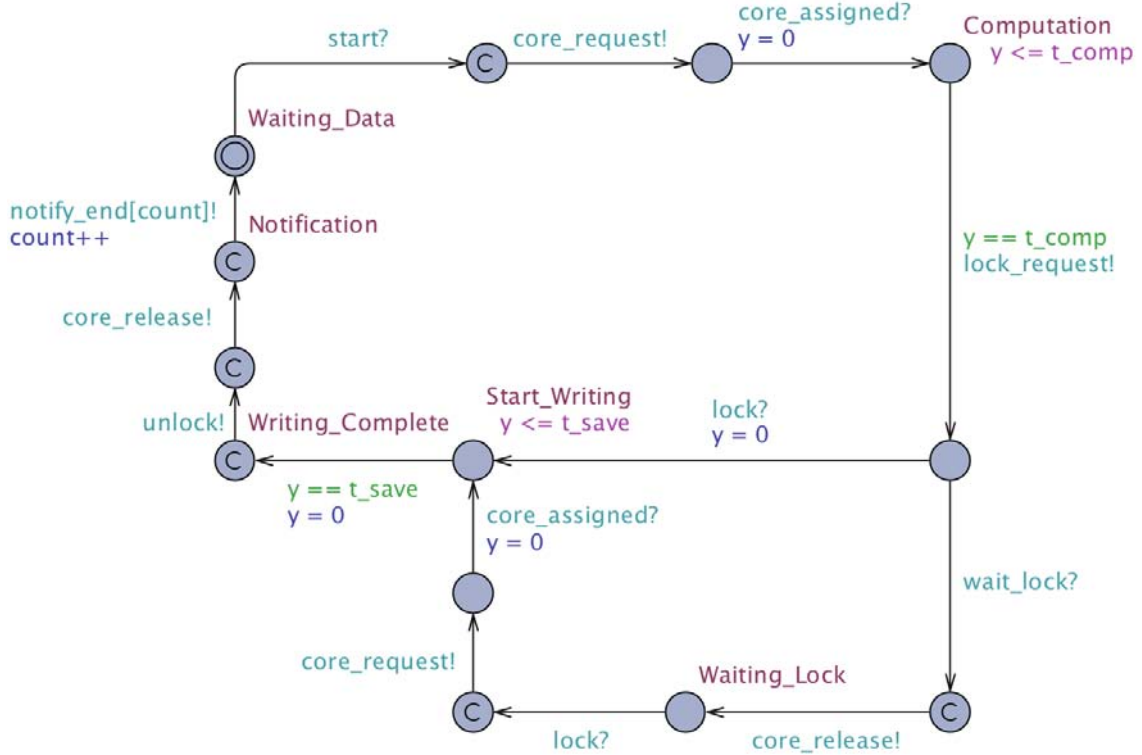 start?
core_request!
core_assigned?
y = 0
Computation
y <= t_comp
Waiting_Data
C
notify_end[count]!
count++
Notification
C
y == t_comp
lock_request!
core_release!
C
unlock!
Writing_Complete
C
Start_Writing
y <= t_save
lock?
y = 0
y == t_save
y = 0
core_assigned?
y = 0
wait_lock?
core_request!
Waiting_Lock
C
lock?
core_release!
C